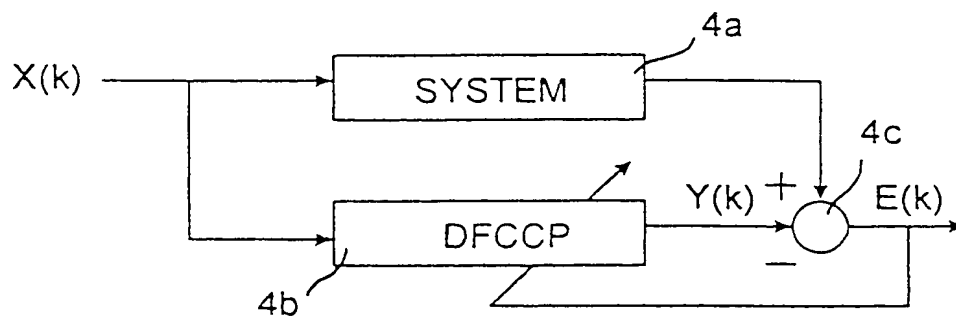 4a
X(k)
SYSTEM
4c
+
Y(k)
E(k)
DFCCP
−
4b